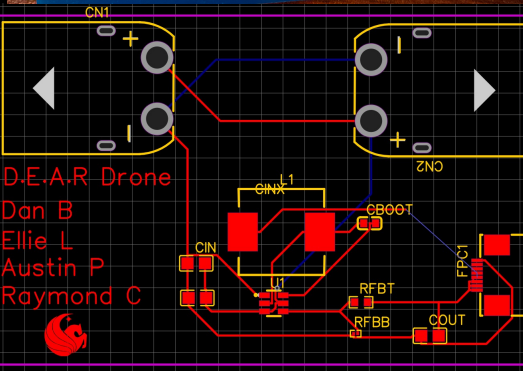 CN1
+
-
-
+
CN2
D.E.A.R Drone
Dan B
Ellie L
Austin P
Raymond C
L1
CINX
CBOOT
CIN
U1
FPC1
RFBT
RFBB
COUT